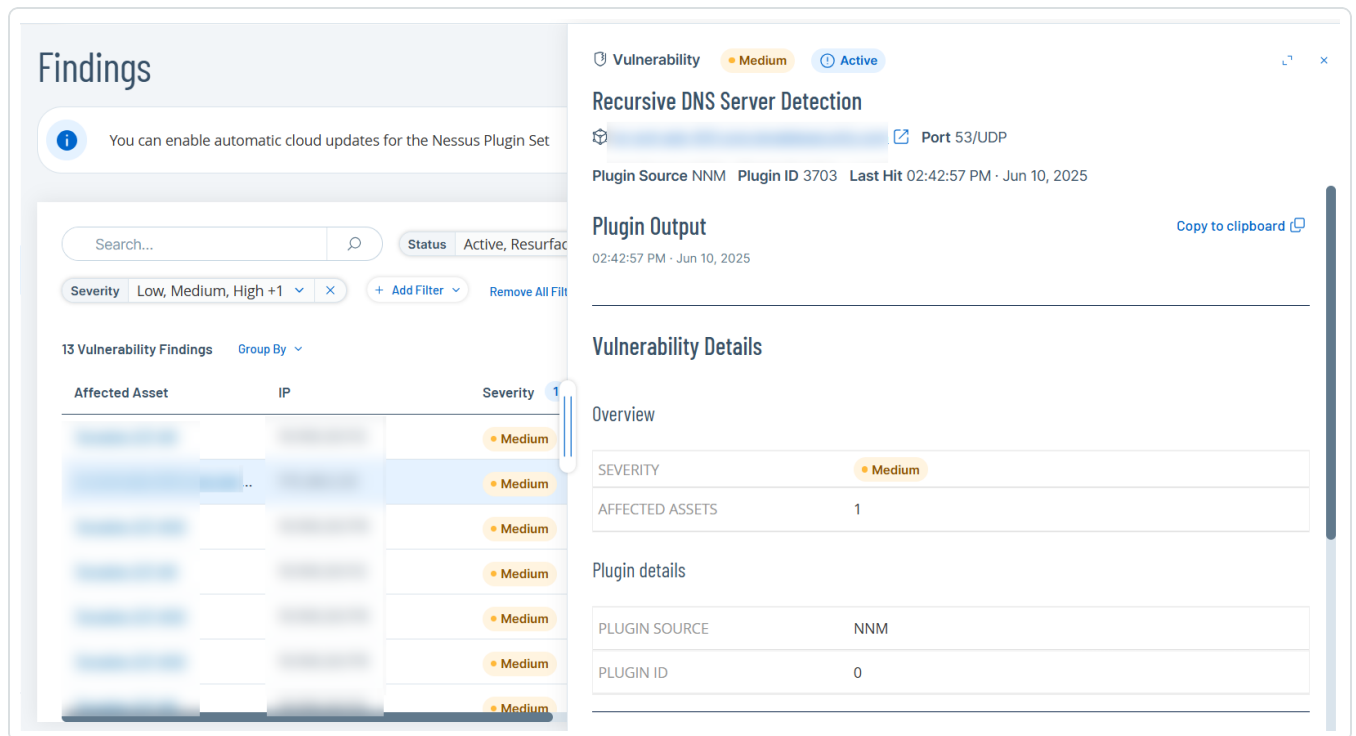 Findings
You can enable automatic cloud updates for the Nessus Plugin Set
Search...
Status Active, Resurfac
Severity Low, Medium, High +1
+ Add Filter
Remove All Filt
13 Vulnerability Findings Group By
Affected Asset IP Severity 1
Medium
... Medium
Medium
Medium
Medium
Medium
Medium
Vulnerability Medium Active
Recursive DNS Server Detection
Port 53/UDP
Plugin Source NNM Plugin ID 3703 Last Hit 02:42:57 PM · Jun 10, 2025
Plugin Output
Copy to clipboard
02:42:57 PM · Jun 10, 2025
Vulnerability Details
Overview
SEVERITY Medium
AFFECTED ASSETS 1
Plugin details
PLUGIN SOURCE NNM
PLUGIN ID 0